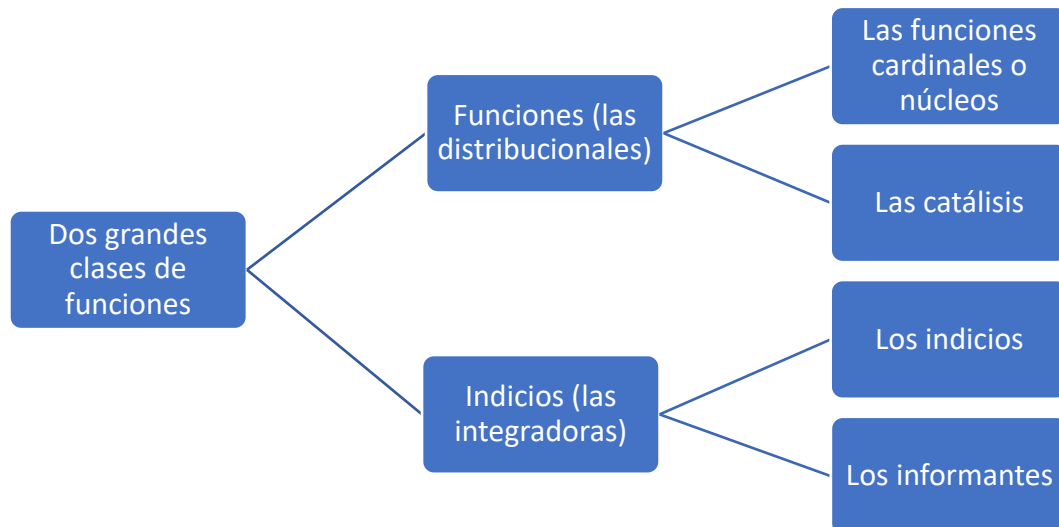 Dos grandes
clases de
funciones
Funciones (las
distribucionales)
Las funciones
cardinales o
núcleos
Las catálisis
Indicios (las
integradoras)
Los indicios
Los informantes